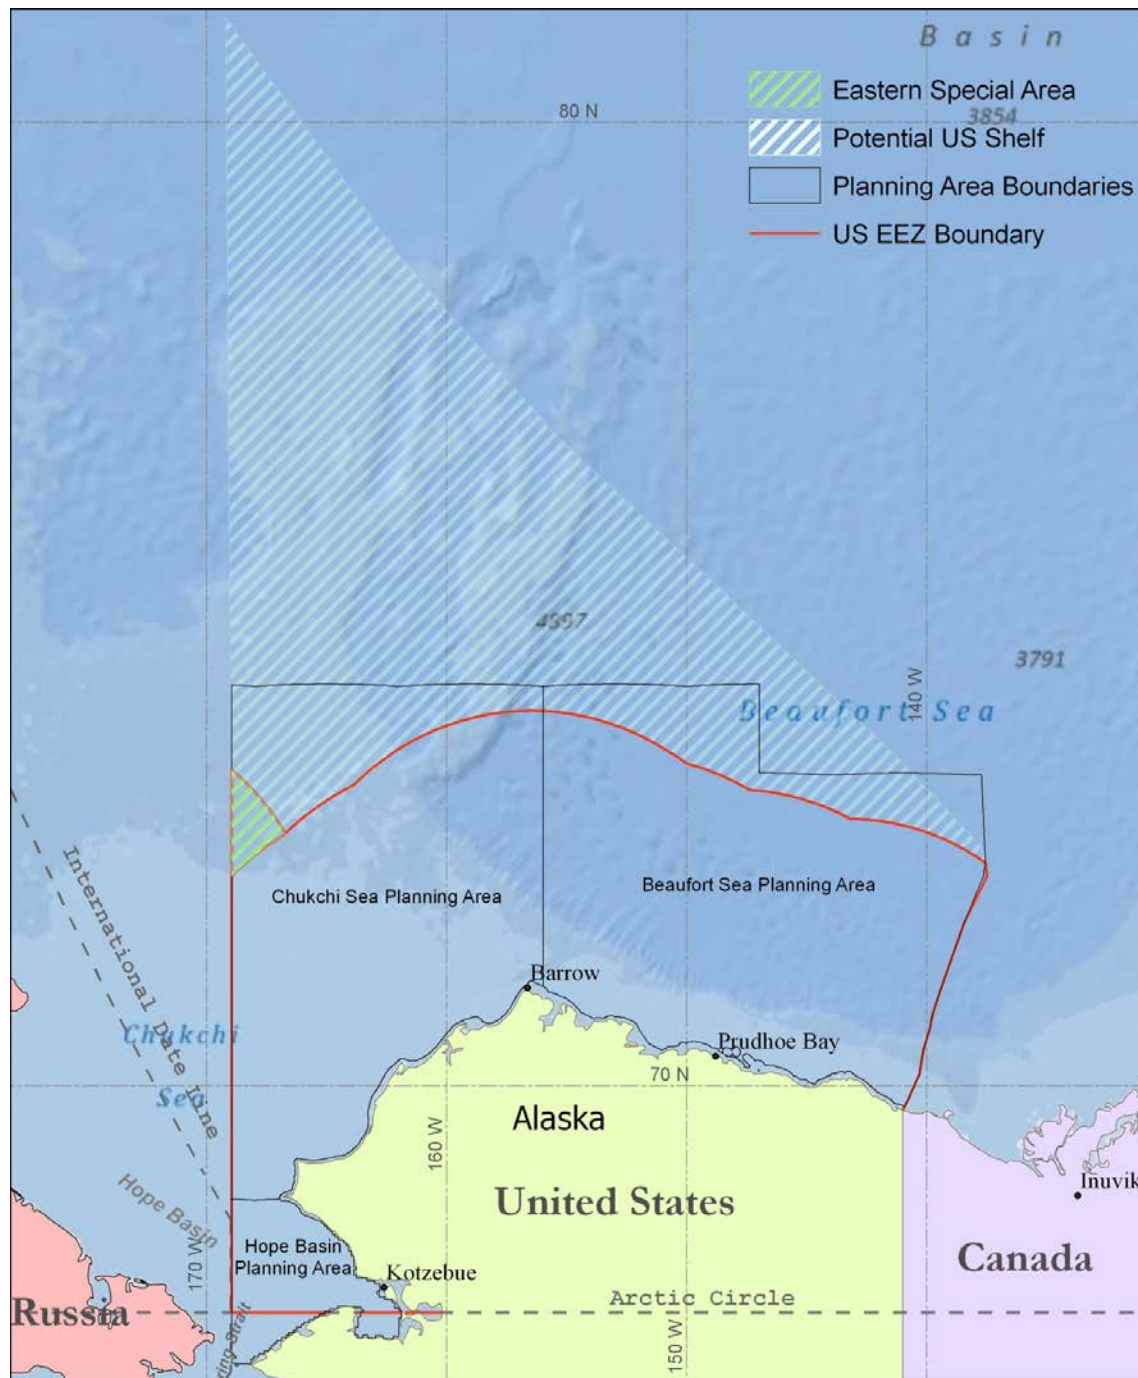 Basin
80 N
Eastern Special Area
3854
Potential US Shelf
Planning Area Boundaries
US EEZ Boundary
4997
3791
140 W
Beaufort Sea
Chukchi Sea Planning Area
Beaufort Sea Planning Area
International Date Line
Barrow
Chukchi
Sea
Prudhoe Bay
70 N
Alaska
160 W
Hope Basin
Inuvik
United States
Hope Basin
Planning Area
170 W
Kotzebue
Canada
Arctic Circle
Russia
150 W
ring Strait